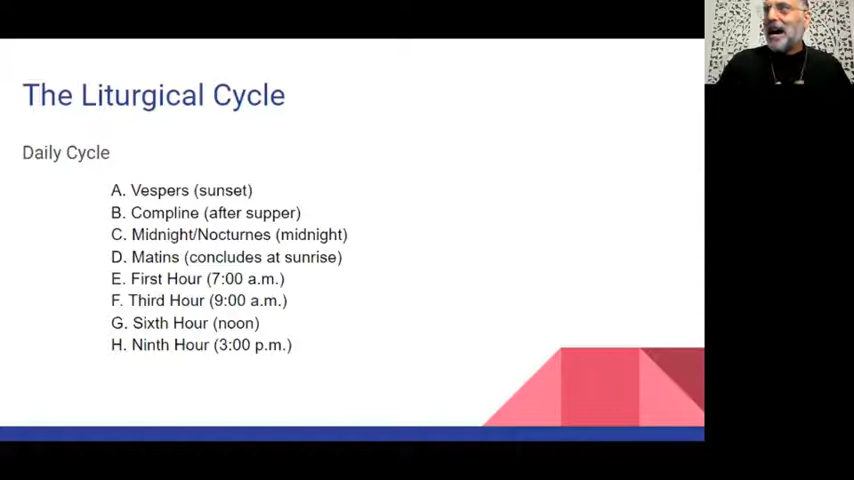 The Liturgical Cycle
Daily Cycle
A. Vespers (sunset)
B. Compline (after supper)
C. Midnight/Nocturnes (midnight)
D. Matins (concludes at sunrise)
E. First Hour (7:00 a.m.)
F. Third Hour (9:00 a.m.)
G. Sixth Hour (noon)
H. Ninth Hour (3:00 p.m.)